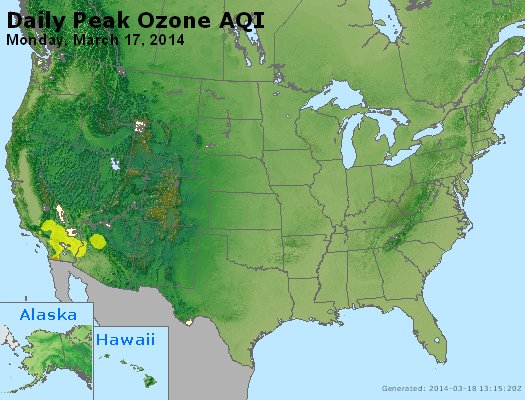 Daily Peak Ozone AQI
Monday, March 17, 2014
Alaska
Hawaii
Generated: 2014-03-18 13:15:20Z